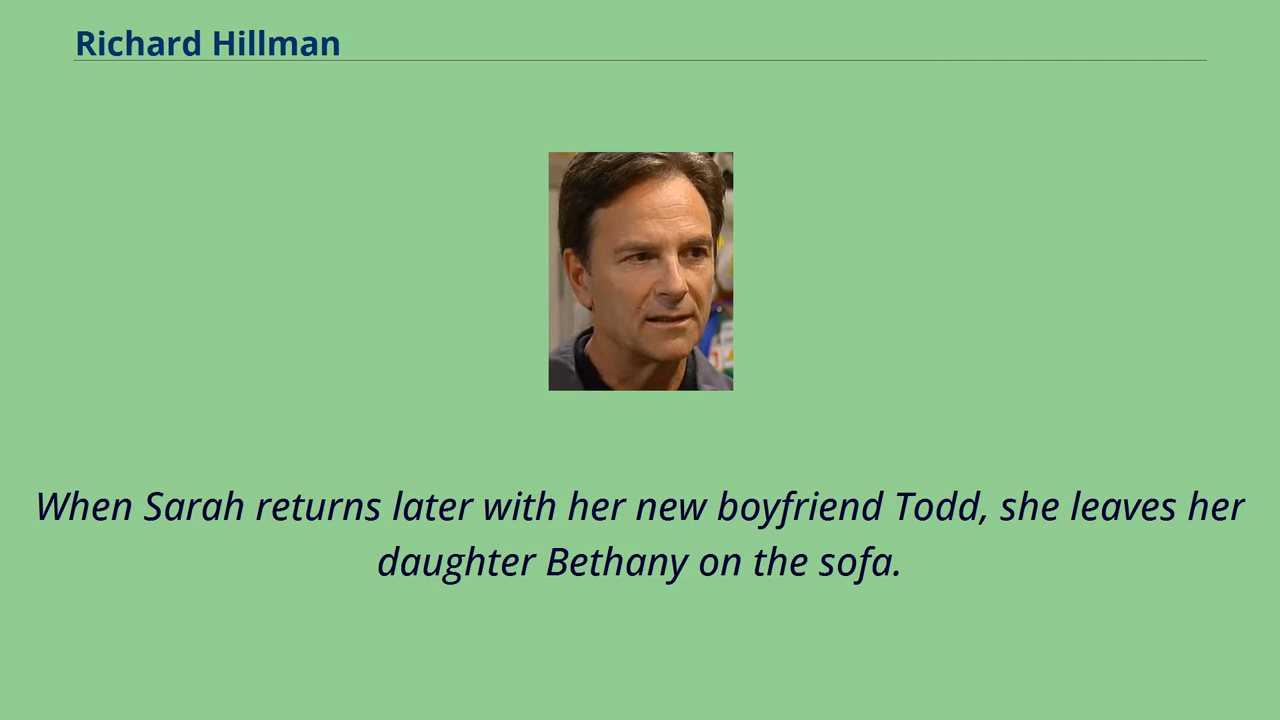 Richard Hillman
When Sarah returns later with her new boyfriend Todd, she leaves her
daughter Bethany on the sofa.